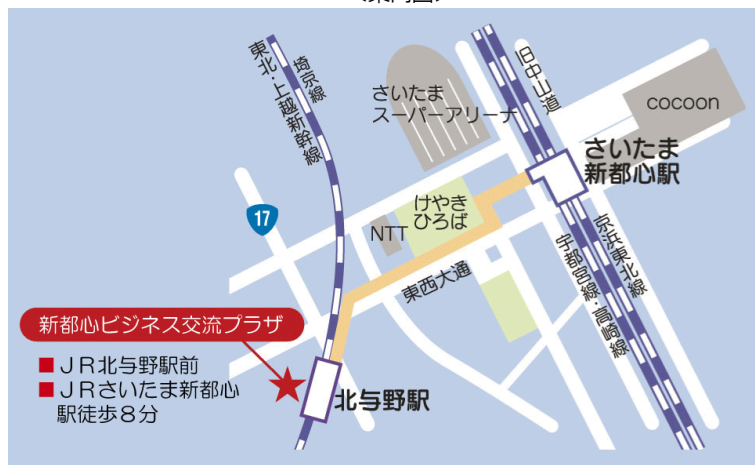 埼京線
東北・上越新幹線
さいたま
スーパーアリーナ
旧中山道
cocoon
さいたま
新都心駅
けやき
ひろば
NTT
17
東西大通
京浜東北線
宇都宮線・高崎線
新都心ビジネス交流プラザ
■ＪＲ北与野駅前
■ＪＲさいたま新都心
駅徒歩８分
北与野駅